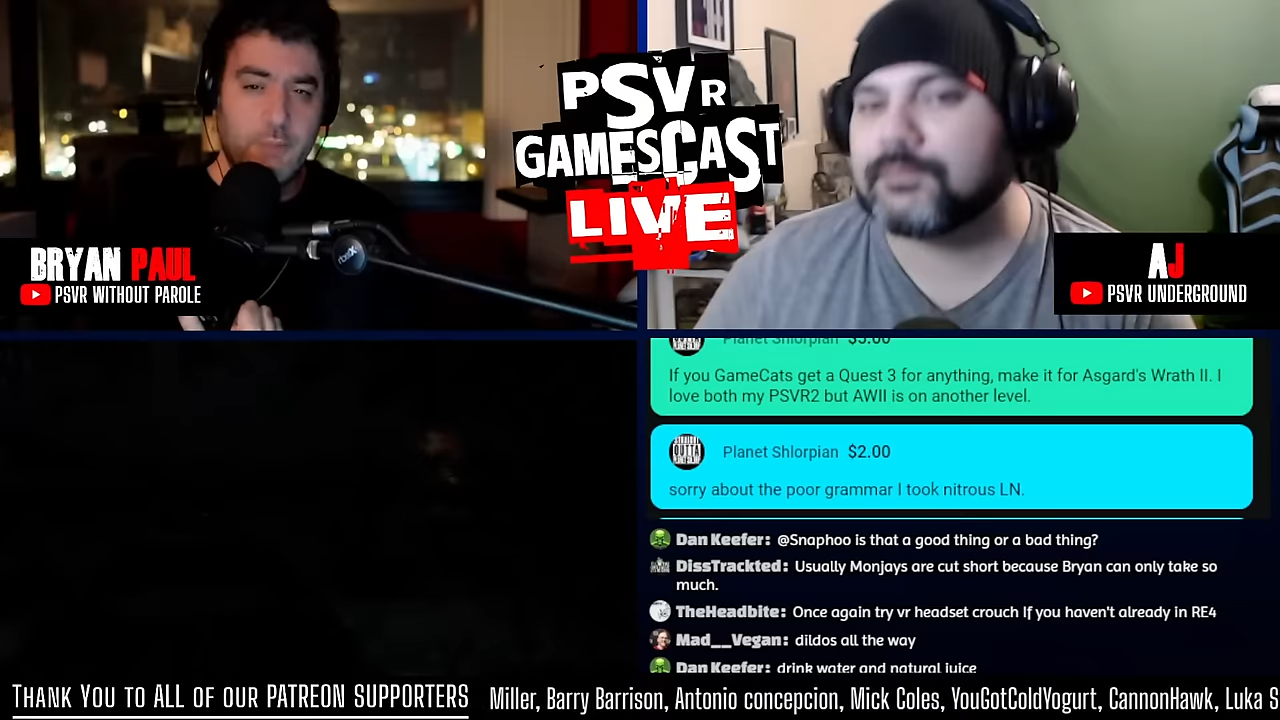 PSVR
GAMESCAST
LIVE
BRYAN PAUL
PSVR WITHOUT PAROLE
AJ
PSVR UNDERGROUND
Planet Shlorpian $5.00
If you GameCats get a Quest 3 for anything, make it for Asgard's Wrath II. I
love both my PSVR2 but AWII is on another level.
Planet Shlorpian $2.00
sorry about the poor grammar I took nitrous LN.
Dan Keefer: @Snaphoo is that a good thing or a bad thing?
DissTrackted: Usually Monjays are cut short because Bryan can only take so
much.
TheHeadbite: Once again try vr headset crouch If you haven't already in RE4
Mad__Vegan: dildos all the way
Dan Keefer: drink water and natural juice
THANK YOU TO ALL OF OUR PATREON SUPPORTERS
Miller, Barry Barrison, Antonio concepcion, Mick Coles, YouGotColdYogurt, CannonHawk, Luka S